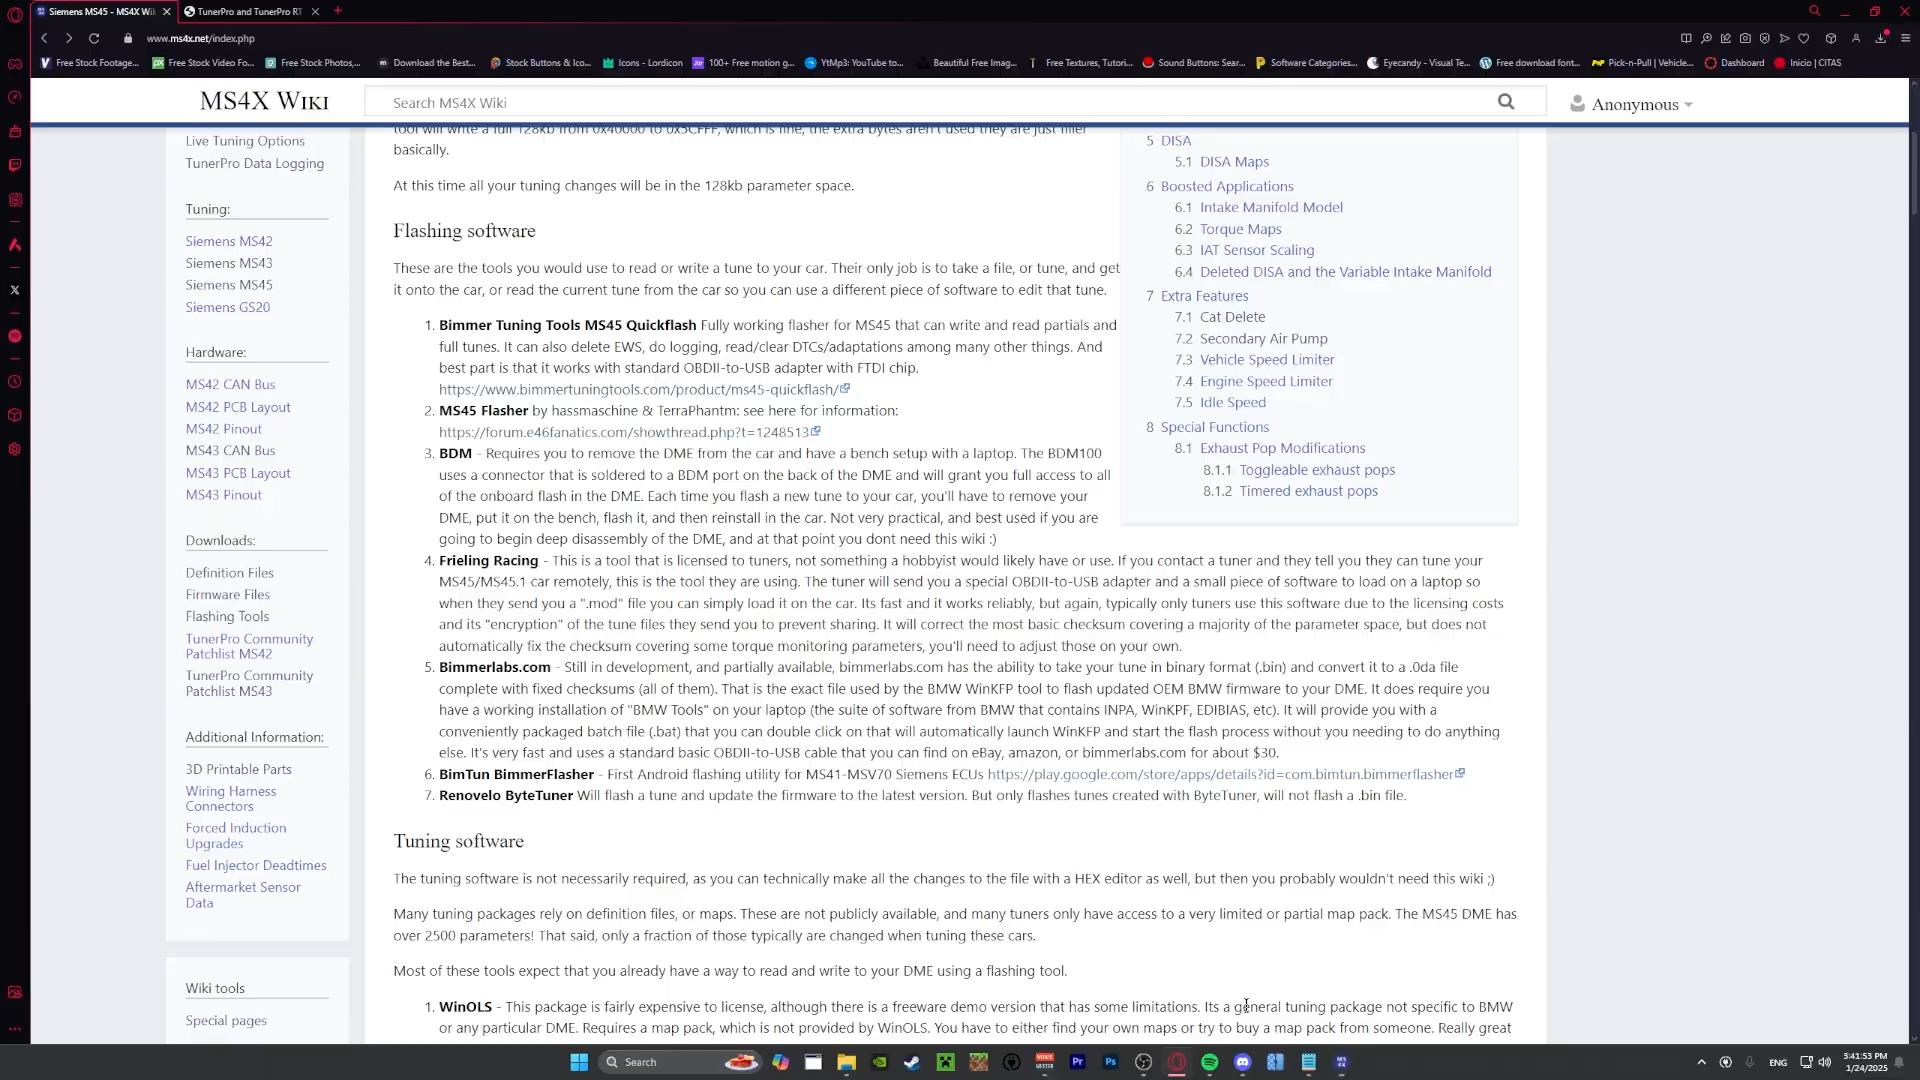 Siemens MS45 - MS4X Wi
TunerPro and TunerPro RT
www.ms4x.net/index.php
Free Stock Footage...
Free Stock Video Fo...
Free Stock Photos,...
Download the Best...
Stock Buttons & Ico...
Icons - Lordicon
100+ Free motion g...
YtMp3: YouTube to...
Beautiful Free Imag...
Free Textures, Tutori...
Sound Buttons: Sear...
Software Categories...
Eyecandy - Visual Te...
Free download font...
Pick-n-Pull | Vehicle...
Dashboard
Inicio | CITAS
MS4X Wiki
Search MS4X Wiki
Anonymous
Live Tuning Options
TunerPro Data Logging
Tuning:
Siemens MS42
Siemens MS43
Siemens MS45
Siemens GS20
Hardware:
MS42 CAN Bus
MS42 PCB Layout
MS42 Pinout
MS43 CAN Bus
MS43 PCB Layout
MS43 Pinout
Downloads:
Definition Files
Firmware Files
Flashing Tools
TunerPro Community
Patchlist MS42
TunerPro Community
Patchlist MS43
Additional Information:
3D Printable Parts
Wiring Harness
Connectors
Forced Induction
Upgrades
Fuel Injector Deadtimes
Aftermarket Sensor
Data
Wiki tools
Special pages
tool will write a full 128kb from 0x40000 to 0x5CFFF, which is fine, the extra bytes aren't used they are just filler
basically.
At this time all your tuning changes will be in the 128kb parameter space.
Flashing software
These are the tools you would use to read or write a tune to your car. Their only job is to take a file, or tune, and get
it onto the car, or read the current tune from the car so you can use a different piece of software to edit that tune.
1. Bimmer Tuning Tools MS45 Quickflash Fully working flasher for MS45 that can write and read partials and
full tunes. It can also delete EWS, do logging, read/clear DTCs/adaptations among many other things. And
best part is that it works with standard OBDII-to-USB adapter with FTDI chip.
https://www.bimmertuningtools.com/product/ms45-quickflash/
2. MS45 Flasher by hassmaschine & TerraPhantm: see here for information:
https://forum.e46fanatics.com/showthread.php?t=1248513
3. BDM - Requires you to remove the DME from the car and have a bench setup with a laptop. The BDM100
uses a connector that is soldered to a BDM port on the back of the DME and will grant you full access to all
of the onboard flash in the DME. Each time you flash a new tune to your car, you'll have to remove your
DME, put it on the bench, flash it, and then reinstall in the car. Not very practical, and best used if you are
going to begin deep disassembly of the DME, and at that point you dont need this wiki :)
4. Frieling Racing - This is a tool that is licensed to tuners, not something a hobbyist would likely have or use. If you contact a tuner and they tell you they can tune your
MS45/MS45.1 car remotely, this is the tool they are using. The tuner will send you a special OBDII-to-USB adapter and a small piece of software to load on a laptop so
when they send you a ".mod" file you can simply load it on the car. Its fast and it works reliably, but again, typically only tuners use this software due to the licensing costs
and its "encryption" of the tune files they send you to prevent sharing. It will correct the most basic checksum covering a majority of the parameter space, but does not
automatically fix the checksum covering some torque monitoring parameters, you'll need to adjust those on your own.
5. Bimmerlabs.com - Still in development, and partially available, bimmerlabs.com has the ability to take your tune in binary format (.bin) and convert it to a .0da file
complete with fixed checksums (all of them). That is the exact file used by the BMW WinKFP tool to flash updated OEM BMW firmware to your DME. It does require you
have a working installation of "BMW Tools" on your laptop (the suite of software from BMW that contains INPA, WinKPF, EDIBIAS, etc). It will provide you with a
conveniently packaged batch file (.bat) that you can double click on that will automatically launch WinKFP and start the flash process without you needing to do anything
else. It's very fast and uses a standard basic OBDII-to-USB cable that you can find on eBay, amazon, or bimmerlabs.com for about $30.
6. BimTun BimmerFlasher - First Android flashing utility for MS41-MSV70 Siemens ECUs https://play.google.com/store/apps/details?id=com.bimtun.bimmerflasher
7. Renovelo ByteTuner Will flash a tune and update the firmware to the latest version. But only flashes tunes created with ByteTuner, will not flash a .bin file.
Tuning software
The tuning software is not necessarily required, as you can technically make all the changes to the file with a HEX editor as well, but then you probably wouldn't need this wiki ;)
Many tuning packages rely on definition files, or maps. These are not publicly available, and many tuners only have access to a very limited or partial map pack. The MS45 DME has
over 2500 parameters! That said, only a fraction of those typically are changed when tuning these cars.
Most of these tools expect that you already have a way to read and write to your DME using a flashing tool.
1. WinOLS - This package is fairly expensive to license, although there is a freeware demo version that has some limitations. Its a general tuning package not specific to BMW
or any particular DME. Requires a map pack, which is not provided by WinOLS. You have to either find your own maps or try to buy a map pack from someone. Really great
5 DISA
5.1 DISA Maps
6 Boosted Applications
6.1 Intake Manifold Model
6.2 Torque Maps
6.3 IAT Sensor Scaling
6.4 Deleted DISA and the Variable Intake Manifold
7 Extra Features
7.1 Cat Delete
7.2 Secondary Air Pump
7.3 Vehicle Speed Limiter
7.4 Engine Speed Limiter
7.5 Idle Speed
8 Special Functions
8.1 Exhaust Pop Modifications
8.1.1 Toggleable exhaust pops
8.1.2 Timered exhaust pops
Search
ENG
3:41:53 PM
1/24/2025